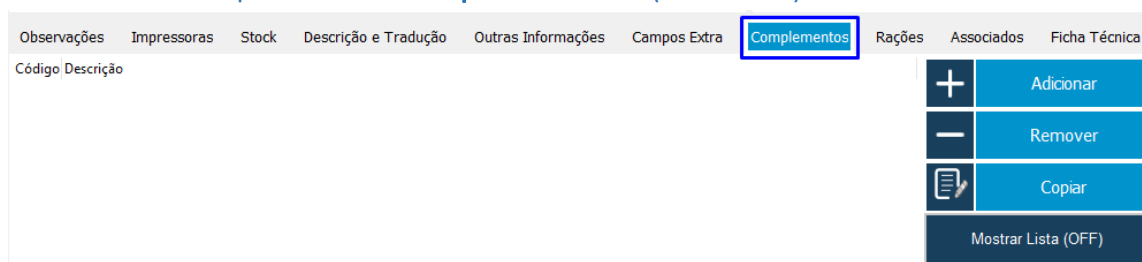 Observações Impressoras Stock Descrição e Tradução Outras Informações Campos Extra Complementos Rações Associados Ficha Técnica
Código Descrição
Adicionar
Remover
Copiar
Mostrar Lista (OFF)